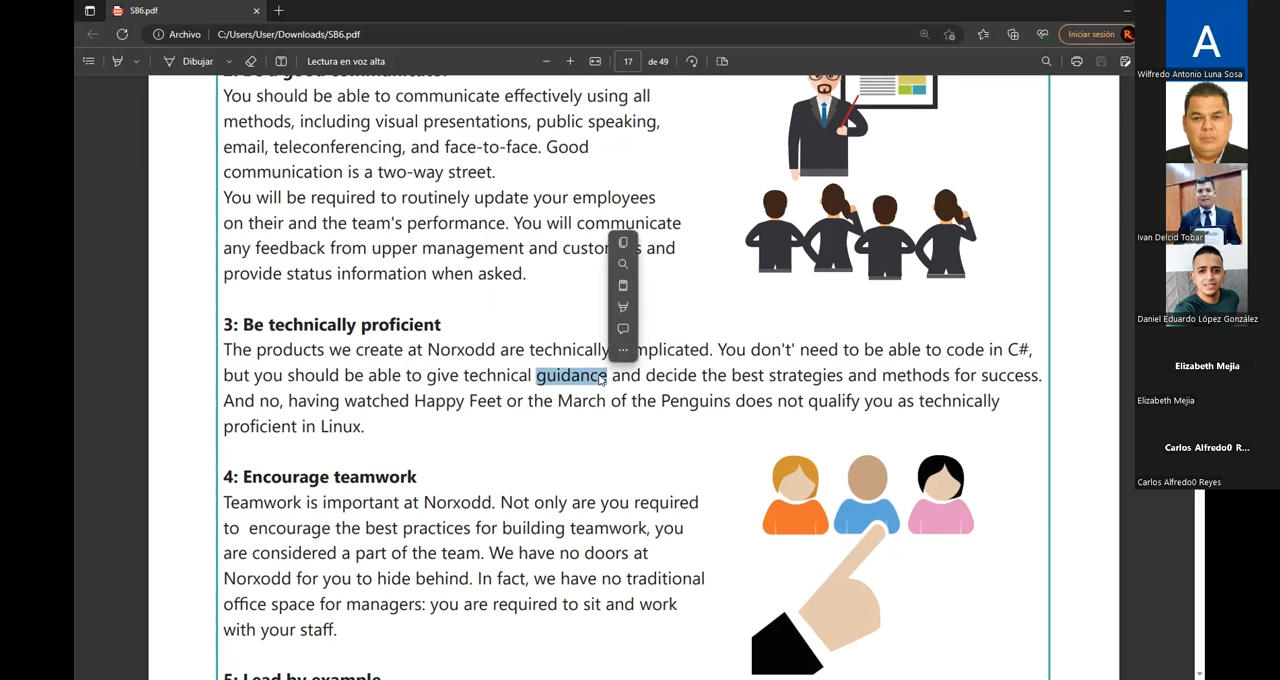 SB6.pdf
Archivo
C:/Users/User/Downloads/SB6.pdf
Iniciar sesión
R
Dibujar
Lectura en voz alta
17
de 49
You should be able to communicate effectively using all
methods, including visual presentations, public speaking,
email, teleconferencing, and face-to-face. Good
communication is a two-way street.
You will be required to routinely update your employees
on their and the team's performance. You will communicate
any feedback from upper management and customers and
provide status information when asked.
3: Be technically proficient
The products we create at Norxodd are technically complicated. You don't' need to be able to code in C#,
but you should be able to give technical guidance and decide the best strategies and methods for success.
And no, having watched Happy Feet or the March of the Penguins does not qualify you as technically
proficient in Linux.
4: Encourage teamwork
Teamwork is important at Norxodd. Not only are you required
to encourage the best practices for building teamwork, you
are considered a part of the team. We have no doors at
Norxodd for you to hide behind. In fact, we have no traditional
office space for managers: you are required to sit and work
with your staff.
5: Lead by example
A
Wilfredo Antonio Luna Sosa
Ivan Delcid Tobar
Daniel Eduardo López González
Elizabeth Mejia
Elizabeth Mejia
Carlos Alfredo0 R...
Carlos Alfredo0 Reyes